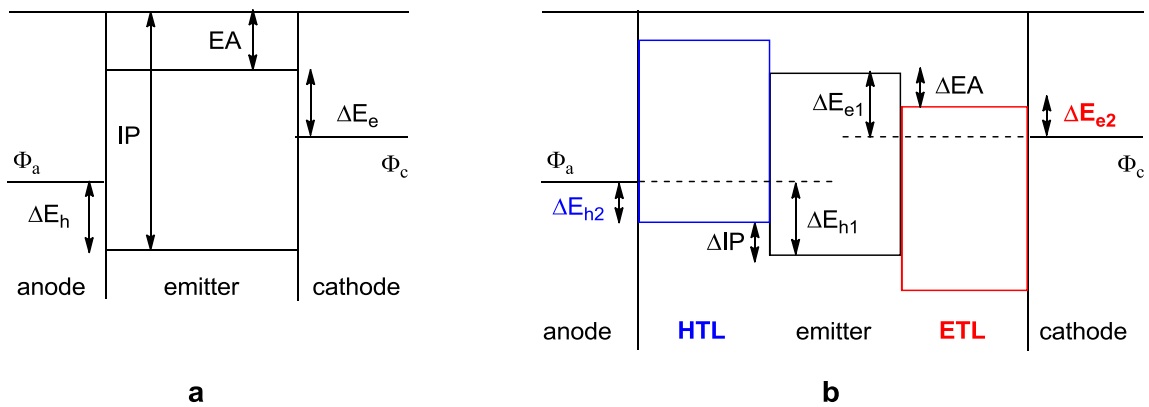 EA
IP
ΔEe
Φa
Φc
ΔEh
anode
emitter
cathode
a
ΔEA
ΔEe1
ΔEe2
Φa
Φc
ΔEh2
ΔEh1
ΔIP
anode
HTL
emitter
ETL
cathode
b